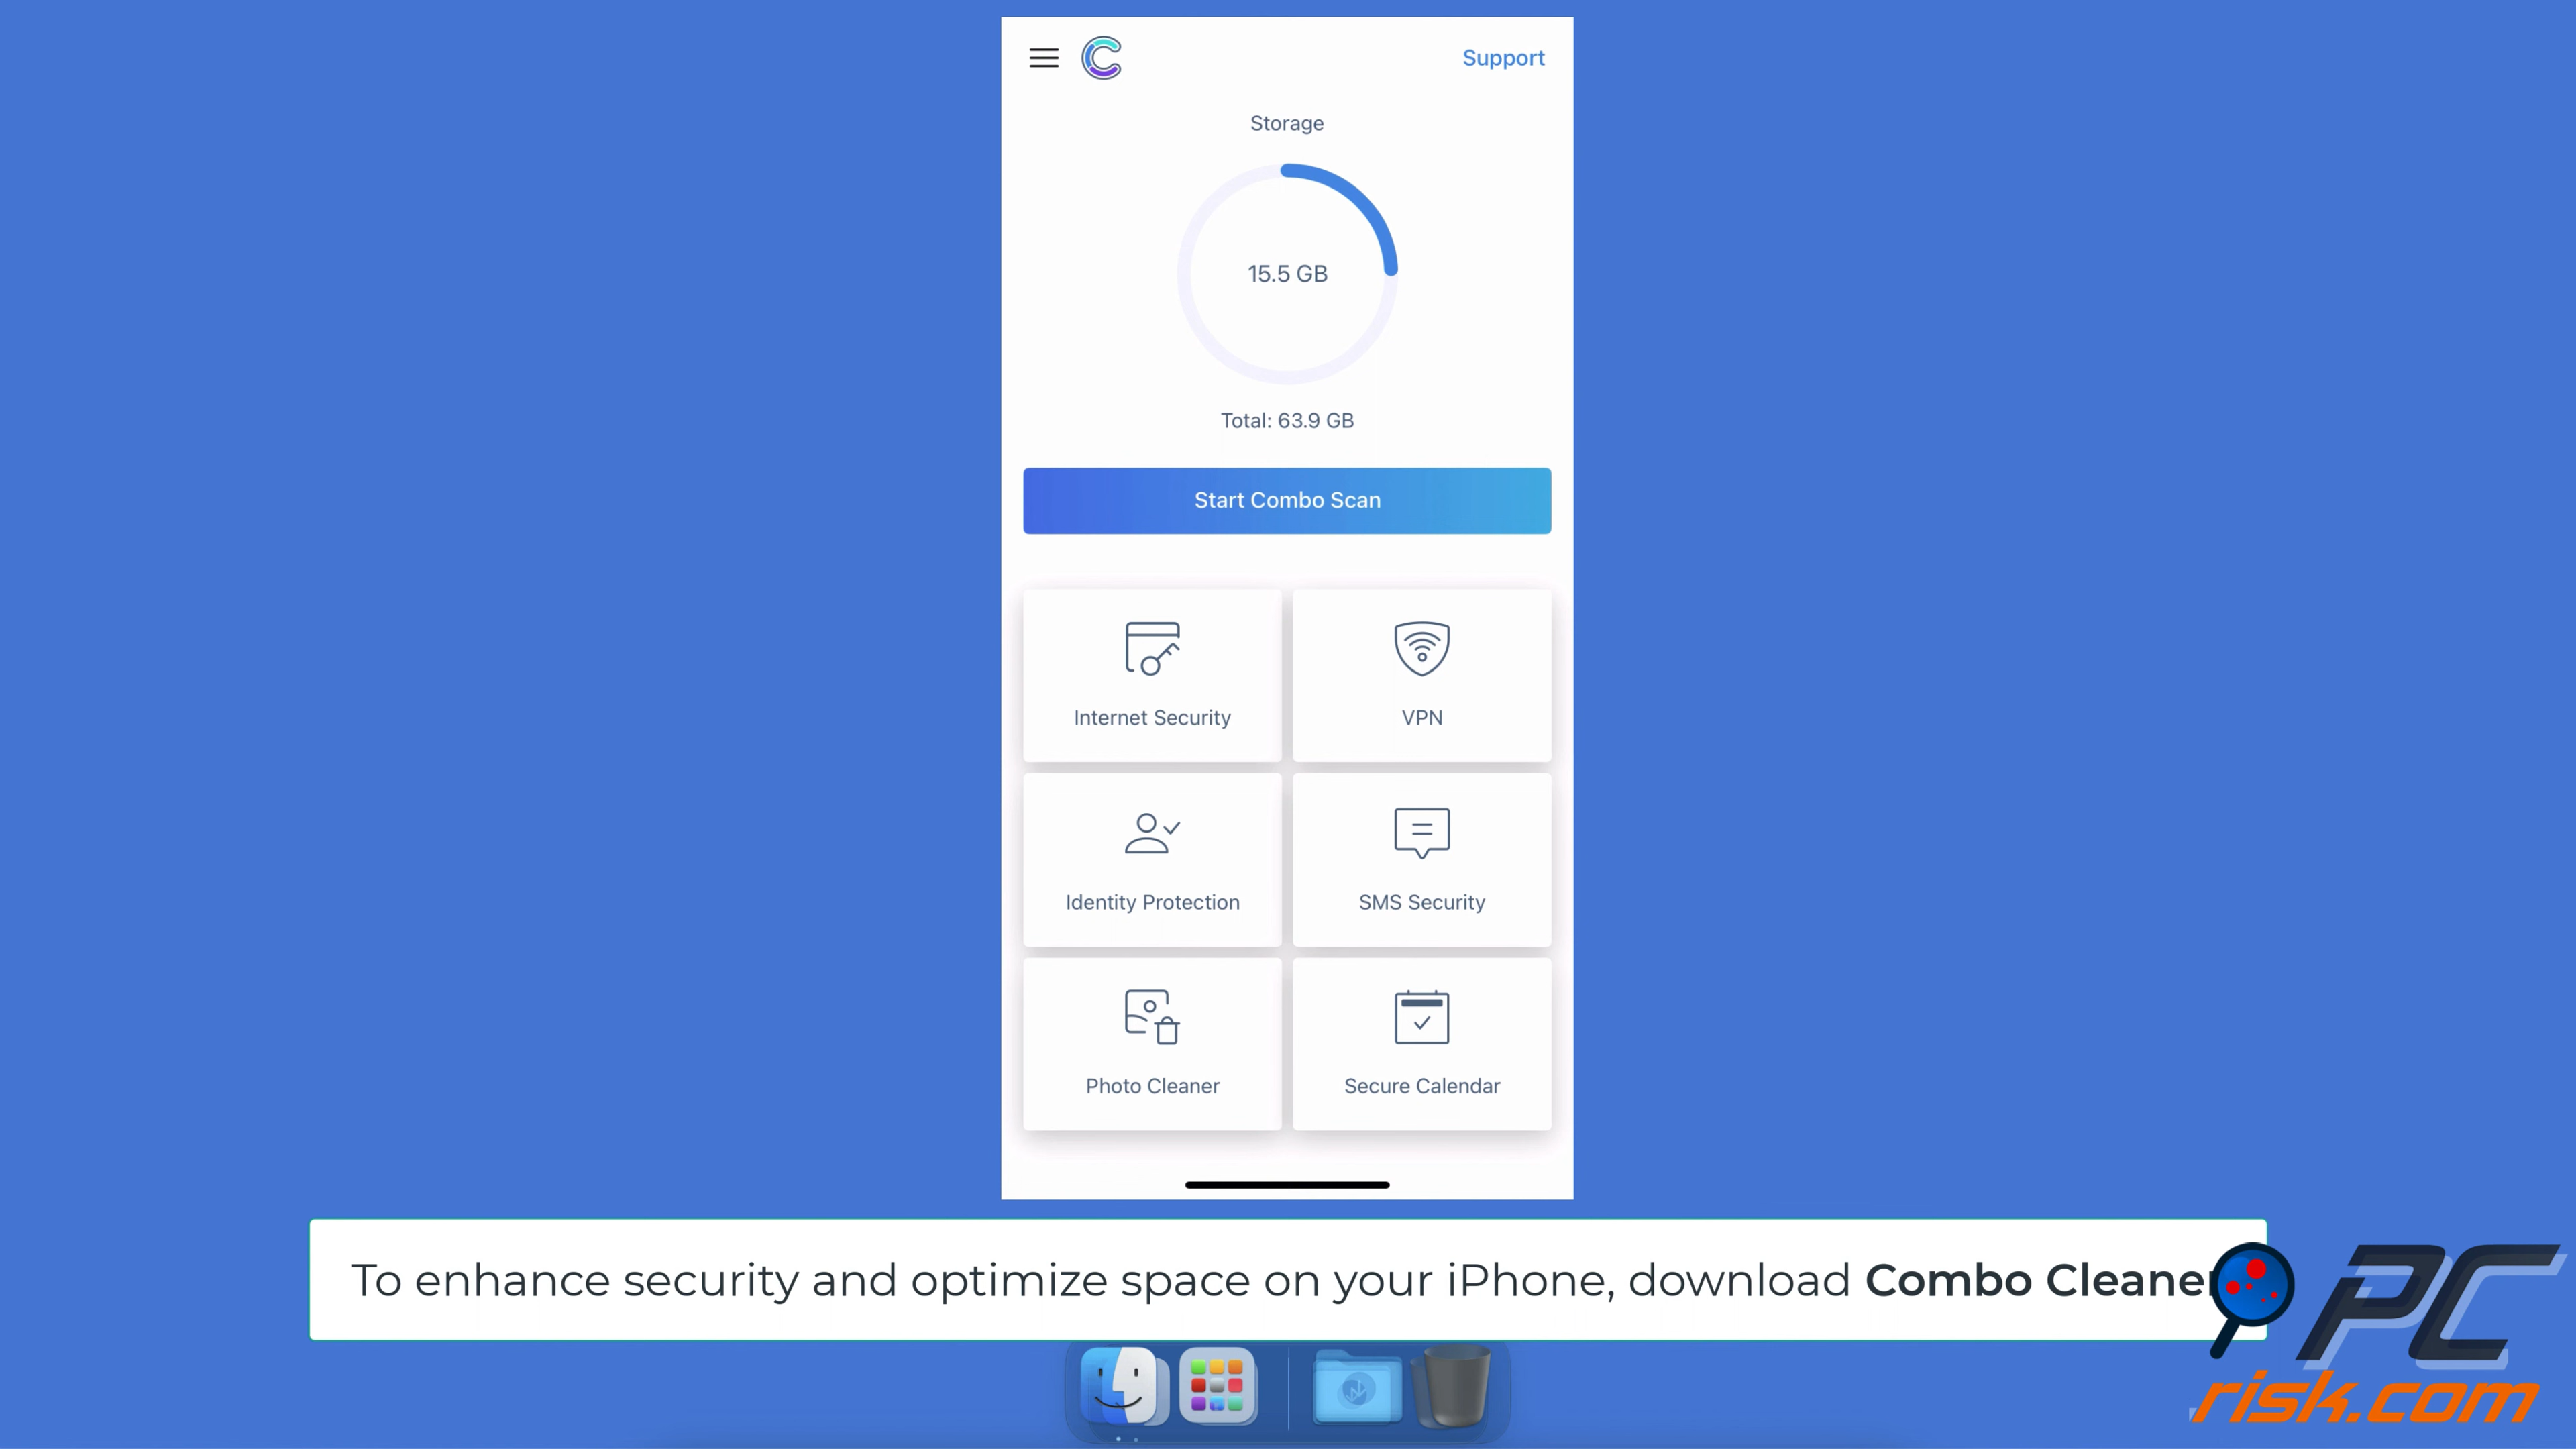 Support
Storage
15.5 GB
Total: 63.9 GB
Start Combo Scan
Internet Security
VPN
Identity Protection
SMS Security
Photo Cleaner
Secure Calendar
To enhance security and optimize space on your iPhone, download Combo Cleaner
PC
risk.com